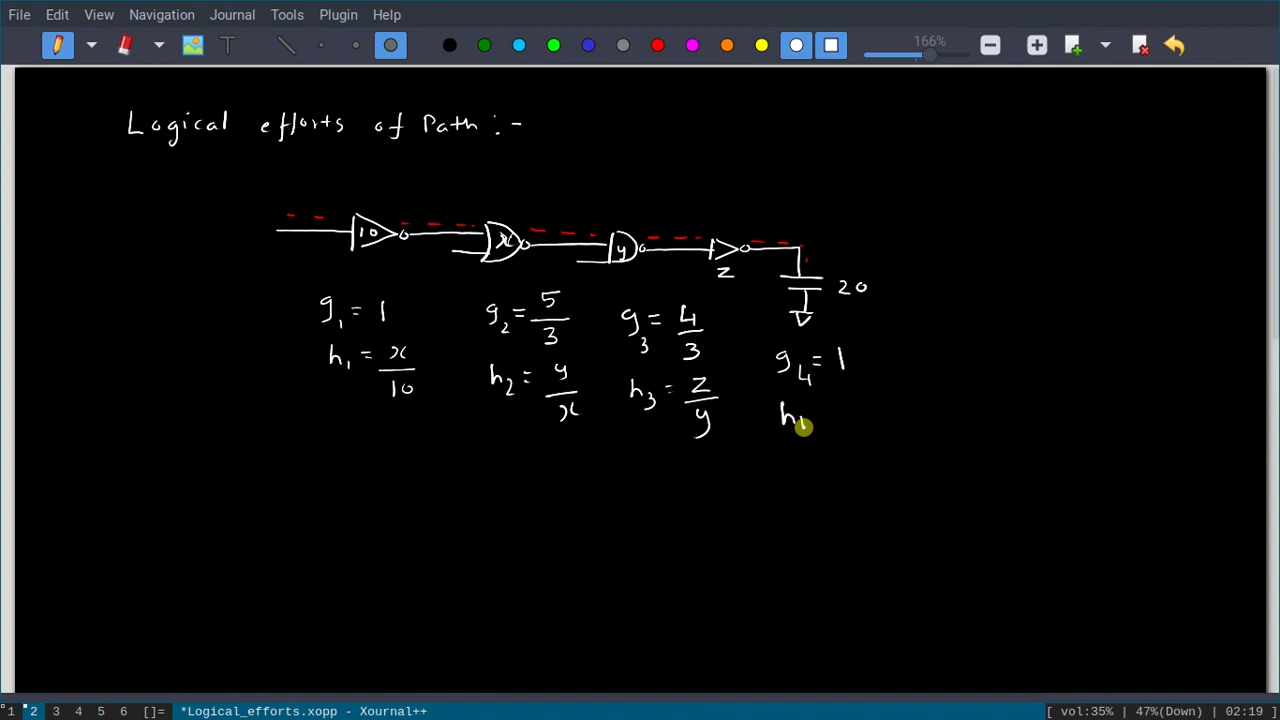 File Edit View Navigation Journal Tools Plugin Help
166%
Logical efforts of Path :-
10 x y z 20
g₁ = 1 g₂ = 5/3 g₃ = 4/3 g₄ = 1
h₁ = x/10 h₂ = y/x h₃ = z/y h
1 2 3 4 5 6 []= *Logical_efforts.xopp - Xournal++ [ vol:35% | 47%(Down) | 02:19 ]